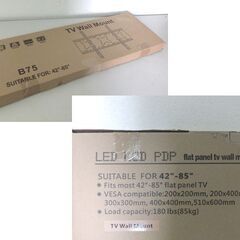 TV Wall Mount
B75
SUITABLE FOR: 42"-85"
LED LCD PDP flat panel tv wall m
SUITABLE FOR 42"-85"
Fits most 42"-85" flat panel TV
VESA compatible:200x200mm, 200x400
300x300mm, 400x400mm,510x600mm
Load capacity:180 lbs(85kg)
TV Wall Mount